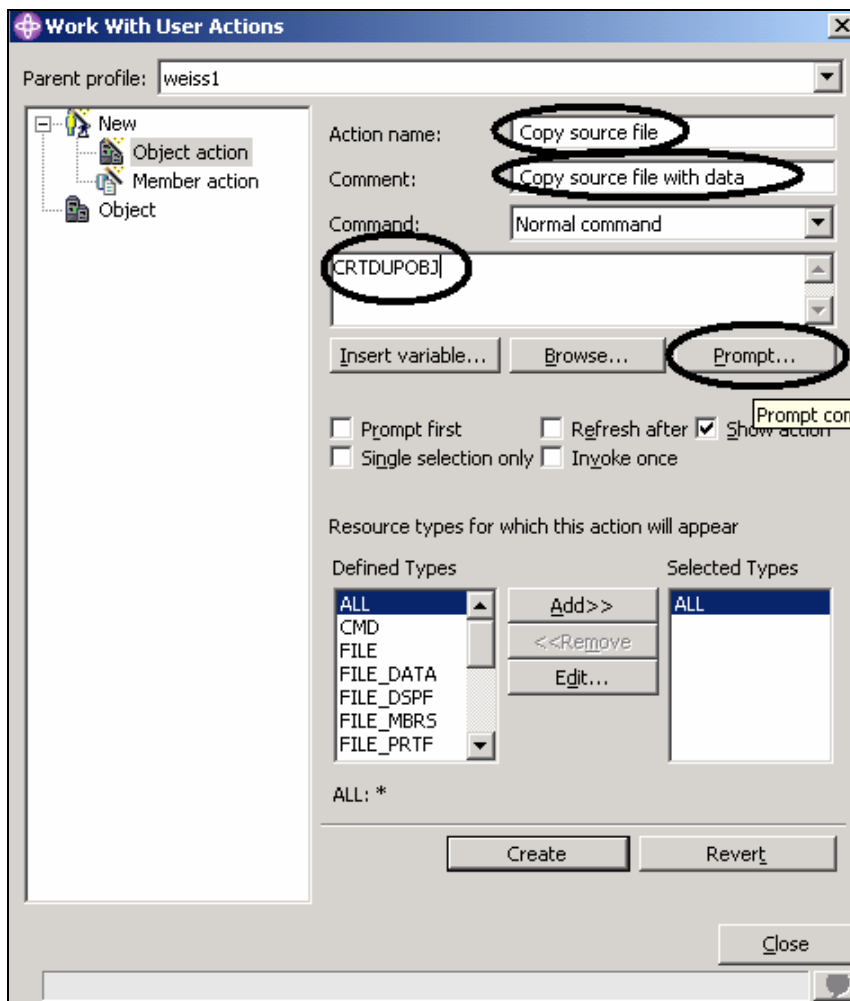 Work With User Actions
Parent profile: weiss1
New
Object action
Member action
Object
Action name: Copy source file
Comment: Copy source file with data
Command: Normal command
CRTDUPOBJ
Insert variable... Browse... Prompt...
Prompt con
Prompt first Refresh after Show action
Single selection only Invoke once
Resource types for which this action will appear
Defined Types Selected Types
ALL Add>> ALL
CMD <<Remove
FILE
FILE_DATA Edit...
FILE_DSPF
FILE_MBRS
FILE_PRTF
ALL: *
Create Revert
Close